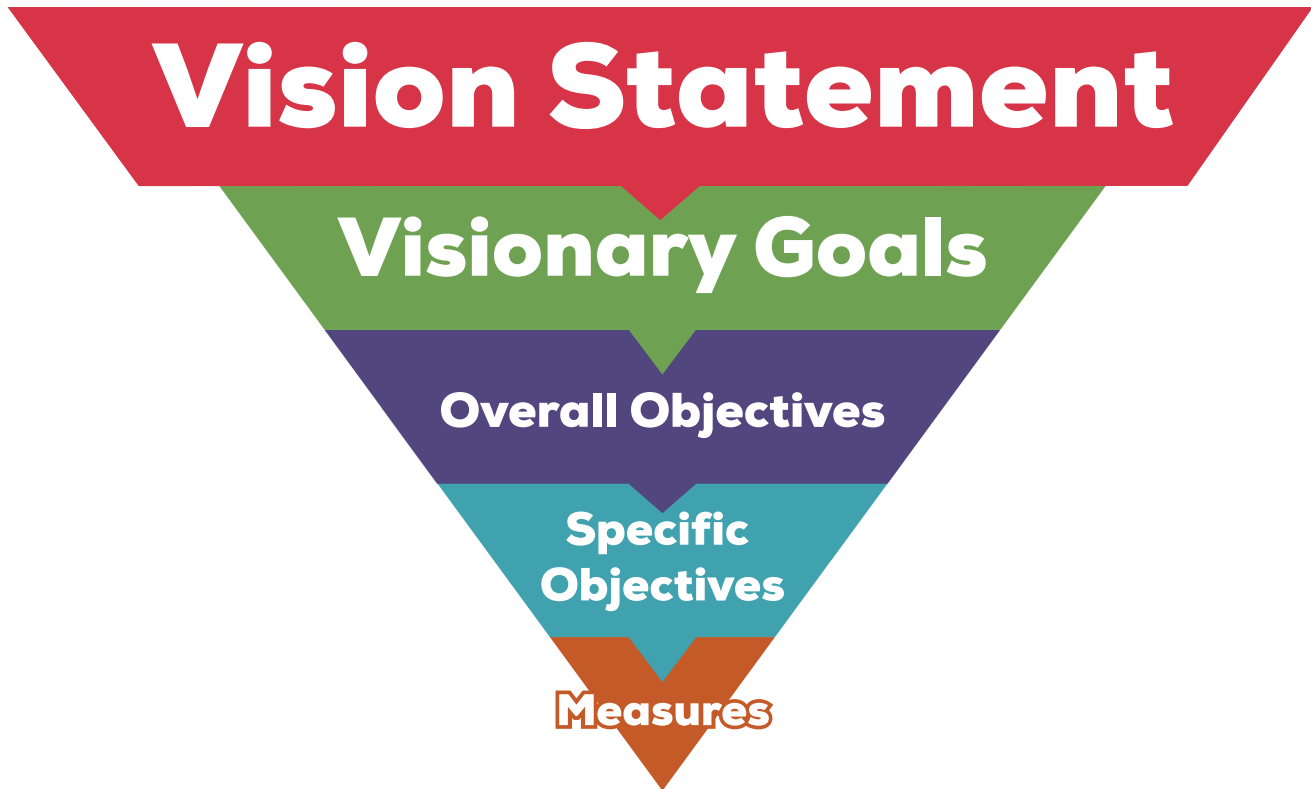 Vision Statement
Visionary Goals
Overall Objectives
Specific
Objectives
Measures